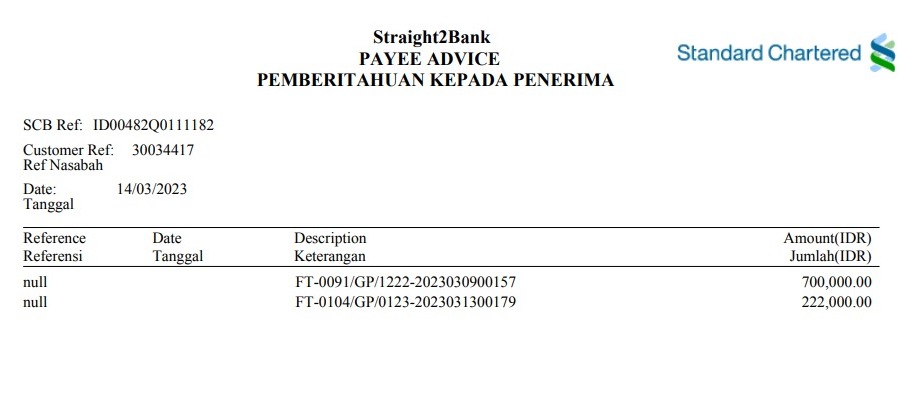 Straight2Bank
PAYEE ADVICE
PEMBERITAHUAN KEPADA PENERIMA
Standard Chartered
SCB Ref: ID00482Q0111182
Customer Ref: 30034417
Ref Nasabah
Date: 14/03/2023
Tanggal
Reference Date Description Amount(IDR)
Referensi Tanggal Keterangan Jumlah(IDR)
null FT-0091/GP/1222-2023030900157 700,000.00
null FT-0104/GP/0123-2023031300179 222,000.00